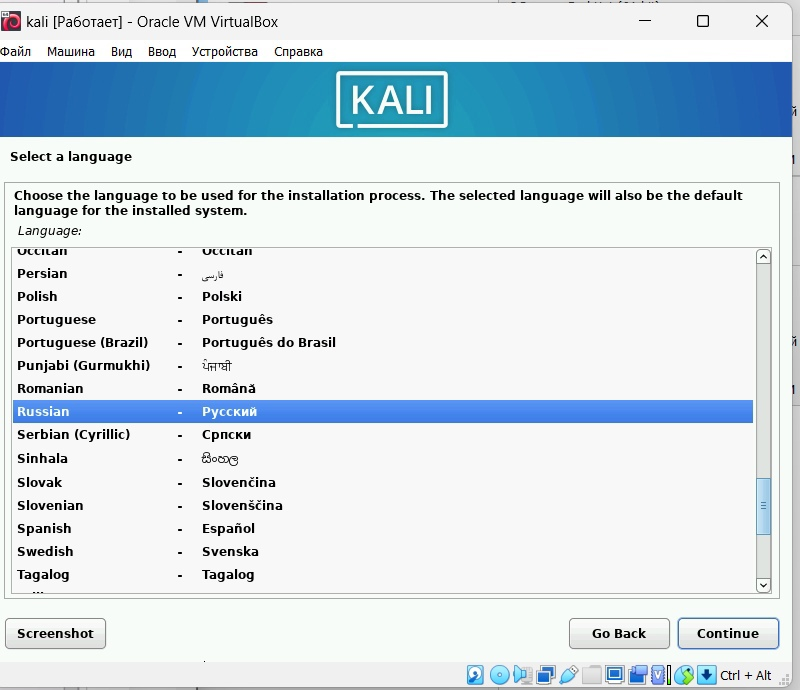 kali [Работает] - Oracle VM VirtualBox
Файл Машина Вид Ввод Устройства Справка
KALI
Select a language
Choose the language to be used for the installation process. The selected language will also be the default
language for the installed system.
Language:
Occitan - Occitan
Persian - فارسی
Polish - Polski
Portuguese - Português
Portuguese (Brazil) - Português do Brasil
Punjabi (Gurmukhi) - ਪੰਜਾਬੀ
Romanian - Română
Russian - Русский
Serbian (Cyrillic) - Српски
Sinhala - සිංහල
Slovak - Slovenčina
Slovenian - Slovenščina
Spanish - Español
Swedish - Svenska
Tagalog - Tagalog
Screenshot Go Back Continue
Ctrl + Alt